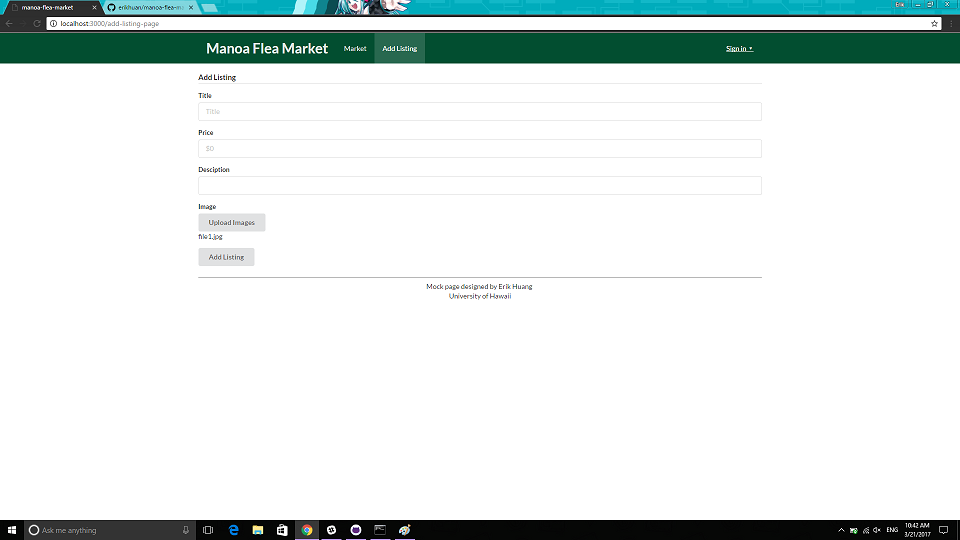 manoa-flea-market
erikhuan/manoa-flea-m
Erik
localhost:3000/add-listing-page
Manoa Flea Market
Market
Add Listing
Sign in
Add Listing
Title
Title
Price
$0
Desciption
Image
Upload Images
file1.jpg
Add Listing
Mock page designed by Erik Huang
University of Hawaii
Ask me anything
ENG
10:42 AM
3/21/2017